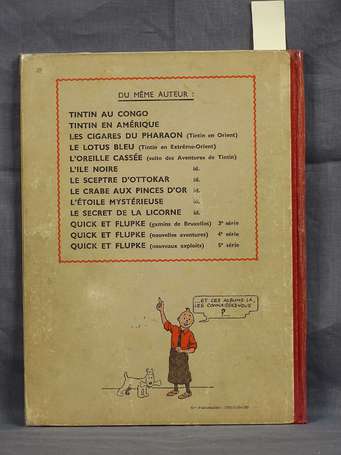 DU MÊME AUTEUR :
TINTIN AU CONGO
TINTIN EN AMÉRIQUE
LES CIGARES DU PHARAON (Tintin en Orient)
LE LOTUS BLEU (Tintin en Extrême-Orient)
L'OREILLE CASSÉE (suite des Aventures de Tintin)
L'ILE NOIRE id.
LE SCEPTRE D'OTTOKAR id.
LE CRABE AUX PINCES D'OR id.
L'ÉTOILE MYSTÉRIEUSE id.
LE SECRET DE LA LICORNE id.
QUICK ET FLUPKE (gamins de Bruxelles) 3e série
QUICK ET FLUPKE (nouvelles aventures) 4e série
QUICK ET FLUPKE (nouveaux exploits) 5e série
...ET CES ALBUMS-LA,
LES CONNAISSEZ-VOUS
?...